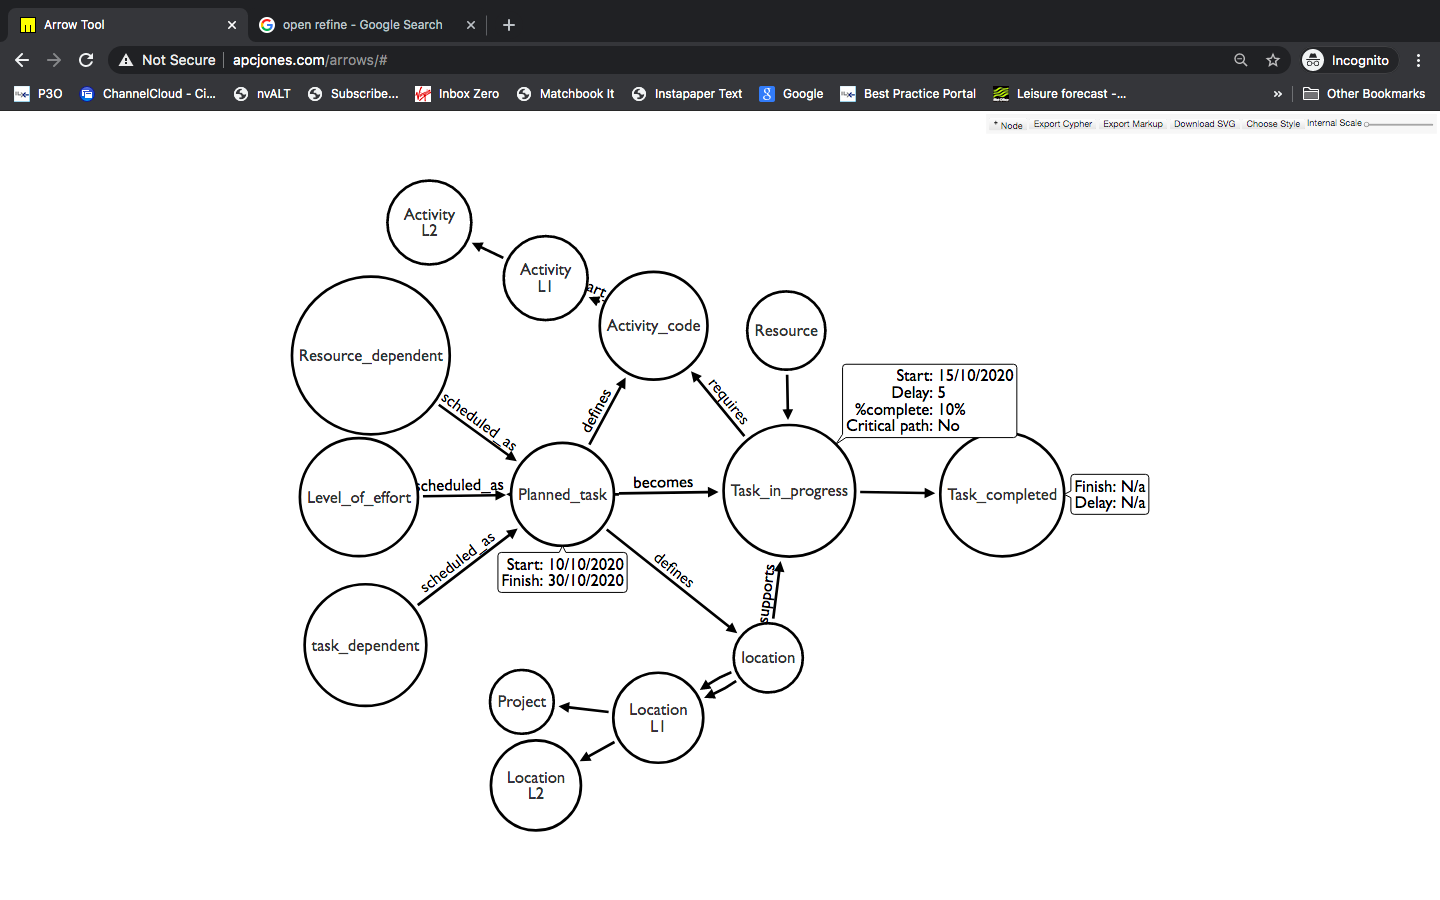 Arrow Tool
open refine - Google Search
Not Secure
apcjones.com/arrows/#
Incognito
P3O
ChannelCloud - Ci...
nvALT
Subscribe...
Inbox Zero
Matchbook It
Instapaper Text
Google
Best Practice Portal
Leisure forecast -...
»
Other Bookmarks
* Node
Export Cypher
Export Markup
Download SVG
Choose Style
Internal Scale
Activity
L2
Activity
L1
Activity_code
Resource
Resource_dependent
Start: 15/10/2020
Delay: 5
%complete: 10%
Critical path: No
scheduled_as
defines
requires
Level_of_effort
scheduled_as
Planned_task
becomes
Task_in_progress
Task_completed
Finish: N/a
Delay: N/a
scheduled_as
Start: 10/10/2020
Finish: 30/10/2020
defines
supports
task_dependent
location
Project
Location
L1
Location
L2